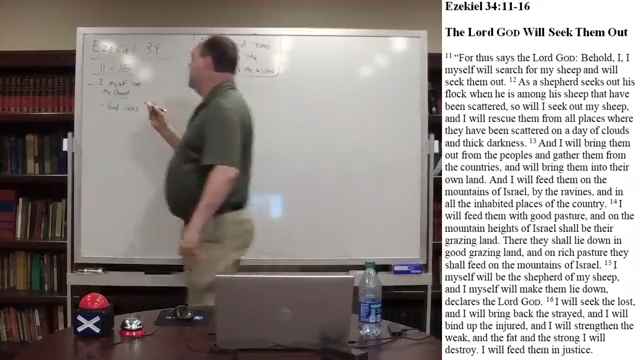 Ezekiel 34
11-16
- I myself
My Sheep
- God
Ezekiel 34:11-16
The Lord GOD Will Seek Them Out
11 "For thus says the Lord GOD: Behold, I, I
myself will search for my sheep and will
seek them out. 12 As a shepherd seeks out his
flock when he is among his sheep that have
been scattered, so will I seek out my sheep,
and I will rescue them from all places where
they have been scattered on a day of clouds
and thick darkness. 13 And I will bring them
out from the peoples and gather them from
the countries, and will bring them into their
own land. And I will feed them on the
mountains of Israel, by the ravines, and in
all the inhabited places of the country. 14 I
will feed them with good pasture, and on the
mountain heights of Israel shall be their
grazing land. There they shall lie down in
good grazing land, and on rich pasture they
shall feed on the mountains of Israel. 15 I
myself will be the shepherd of my sheep,
and I myself will make them lie down,
declares the Lord GOD. 16 I will seek the lost,
and I will bring back the strayed, and I will
bind up the injured, and I will strengthen the
weak, and the fat and the strong I will
destroy. I will feed them in justice.